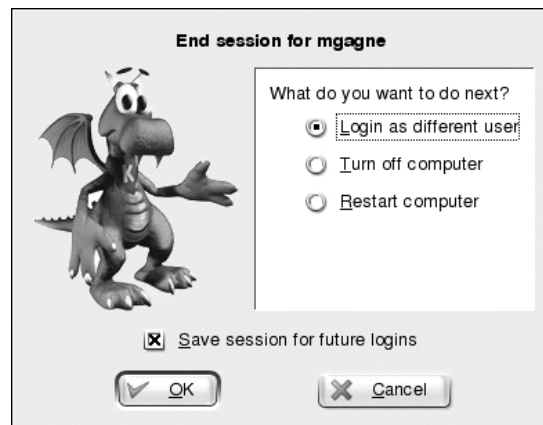 End session for mgagne
What do you want to do next?
Login as different user
Turn off computer
Restart computer
Save session for future logins
OK
Cancel